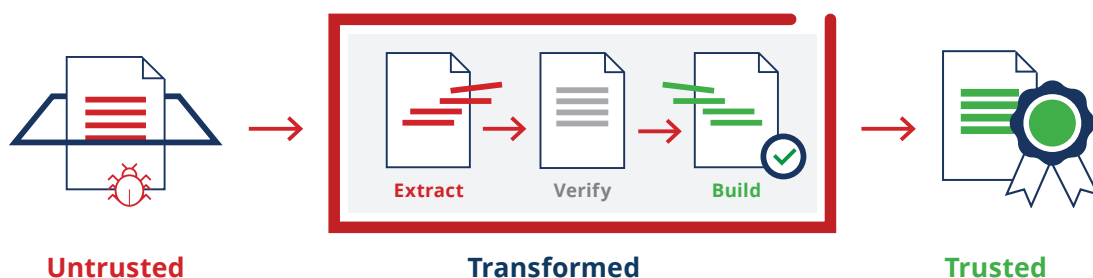 Extract
Verify
Build
Untrusted
Transformed
Trusted